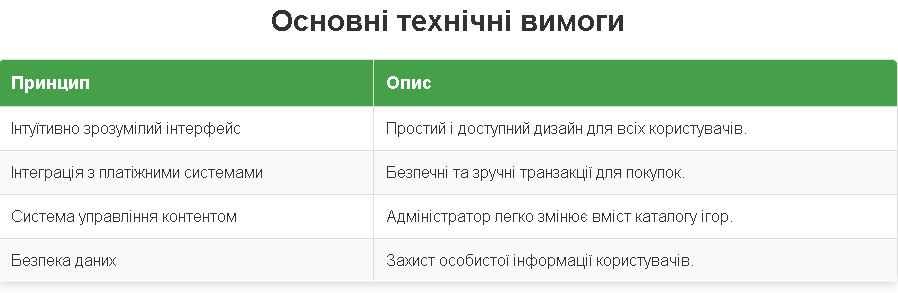 Основні технічні вимоги
Принцип Опис
Інтуїтивно зрозумілий інтерфейс Простий і доступний дизайн для всіх користувачів.
Інтеграція з платіжними системами Безпечні та зручні транзакції для покупок.
Система управління контентом Адміністратор легко змінює вміст каталогу ігор.
Безпека даних Захист особистої інформації користувачів.